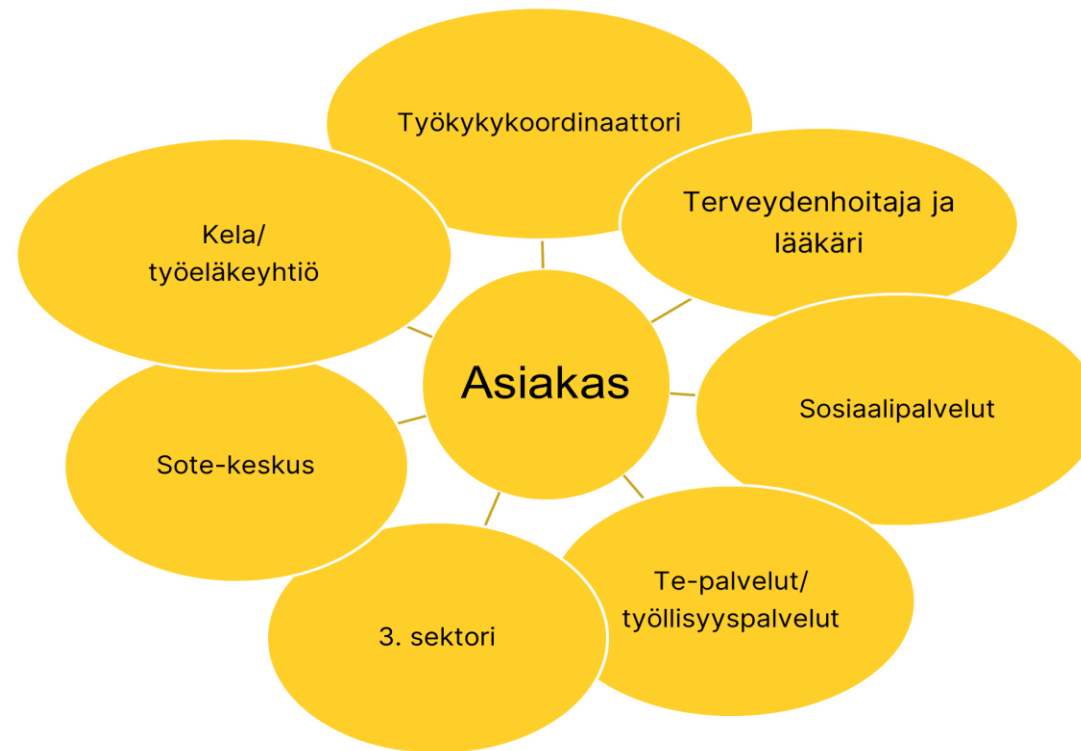 Työkykykoordinaattori
Terveydenhoitaja ja
lääkäri
Kela/
työeläkeyhtiö
Asiakas
Sosiaalipalvelut
Sote-keskus
Te-palvelut/
työllisyyspalvelut
3. sektori